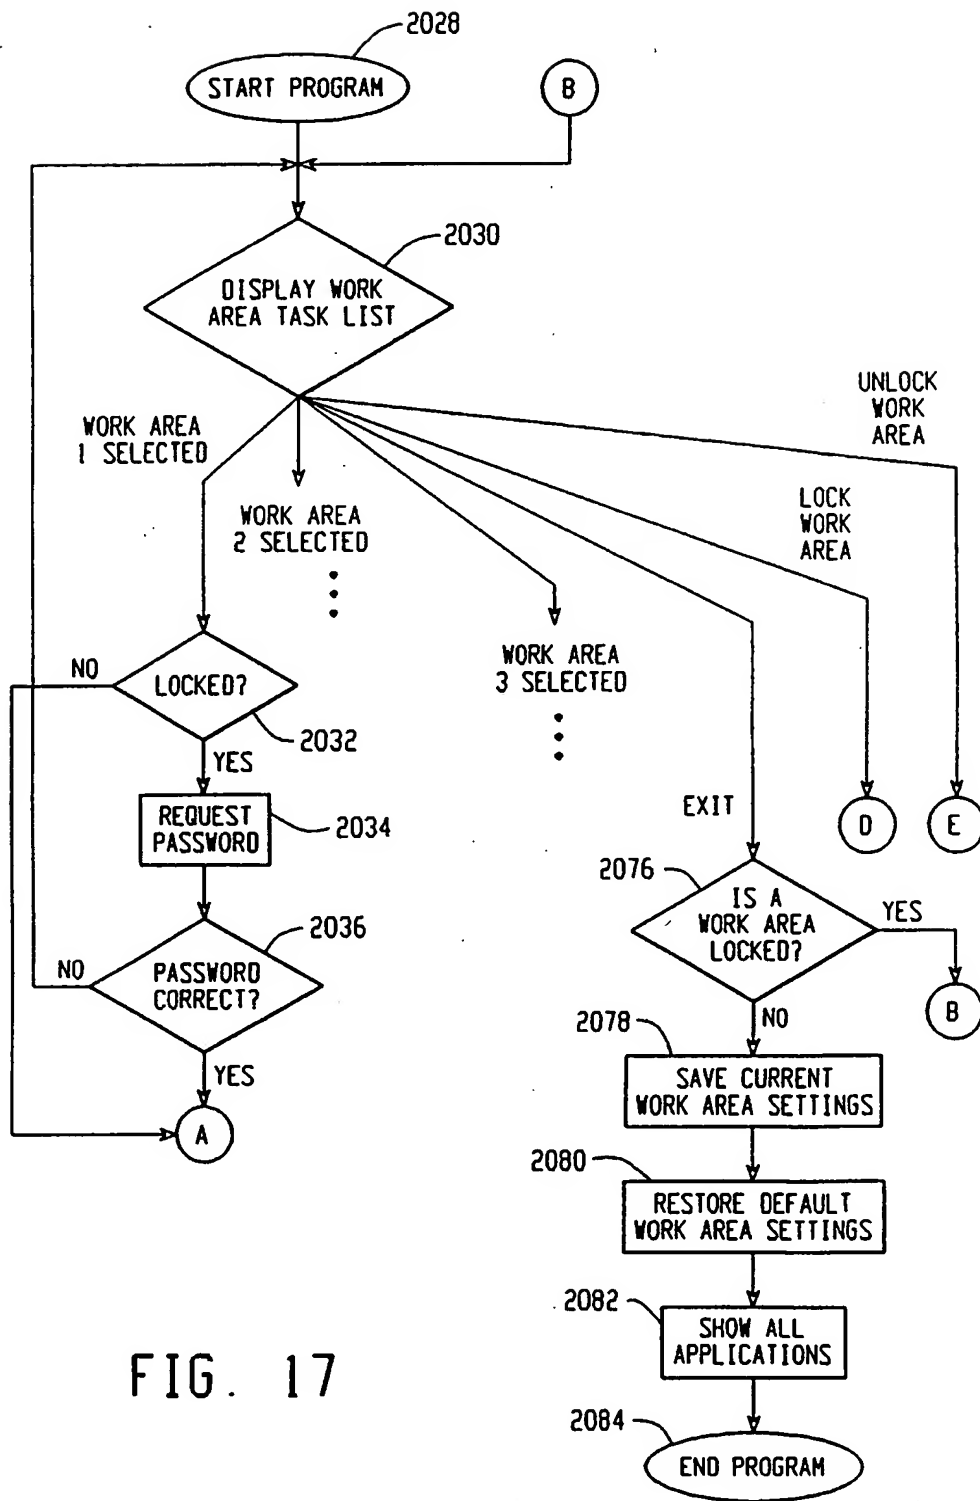 2028
START PROGRAM
B
2030
DISPLAY WORK
AREA TASK LIST
UNLOCK
WORK
AREA
WORK AREA
1 SELECTED
LOCK
WORK
AREA
WORK AREA
2 SELECTED
WORK AREA
3 SELECTED
NO
LOCKED?
2032
YES
REQUEST
PASSWORD
2034
EXIT
D
E
2076
IS A
WORK AREA
LOCKED?
YES
B
2036
NO
PASSWORD
CORRECT?
YES
A
NO
2078
SAVE CURRENT
WORK AREA SETTINGS
2080
RESTORE DEFAULT
WORK AREA SETTINGS
2082
SHOW ALL
APPLICATIONS
FIG. 17
2084
END PROGRAM